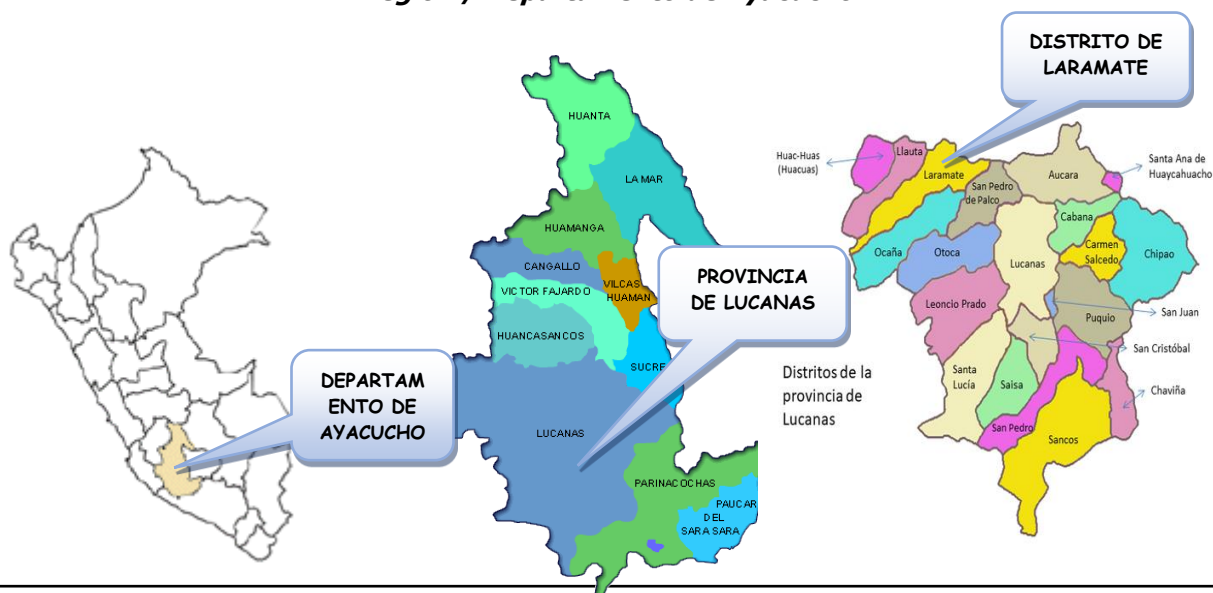 DISTRITO DE
LARAMATE
HUANTA
LA MAR
HUAMANGA
CANGALLO
VILCAS
HUAMAN
VICTOR FAJARDO
HUANCASANCOS
SUCRE
LUCANAS
PARINACOCHAS
PAUCAR
DEL
SARA SARA
PROVINCIA
DE LUCANAS
DEPARTAM
ENTO DE
AYACUCHO
Huac-Huas
(Huacuas)
Llauta
Laramate
San Pedro
de Palco
Aucara
Santa Ana de
Huaycahuacho
Cabana
Carmen
Salcedo
Chipao
Ocaña
Otoca
Lucanas
Leoncio Prado
Puquio
San Juan
San Cristóbal
Santa
Lucía
Saisa
Chaviña
San Pedro
Sancos
Distritos de la
provincia de
Lucanas